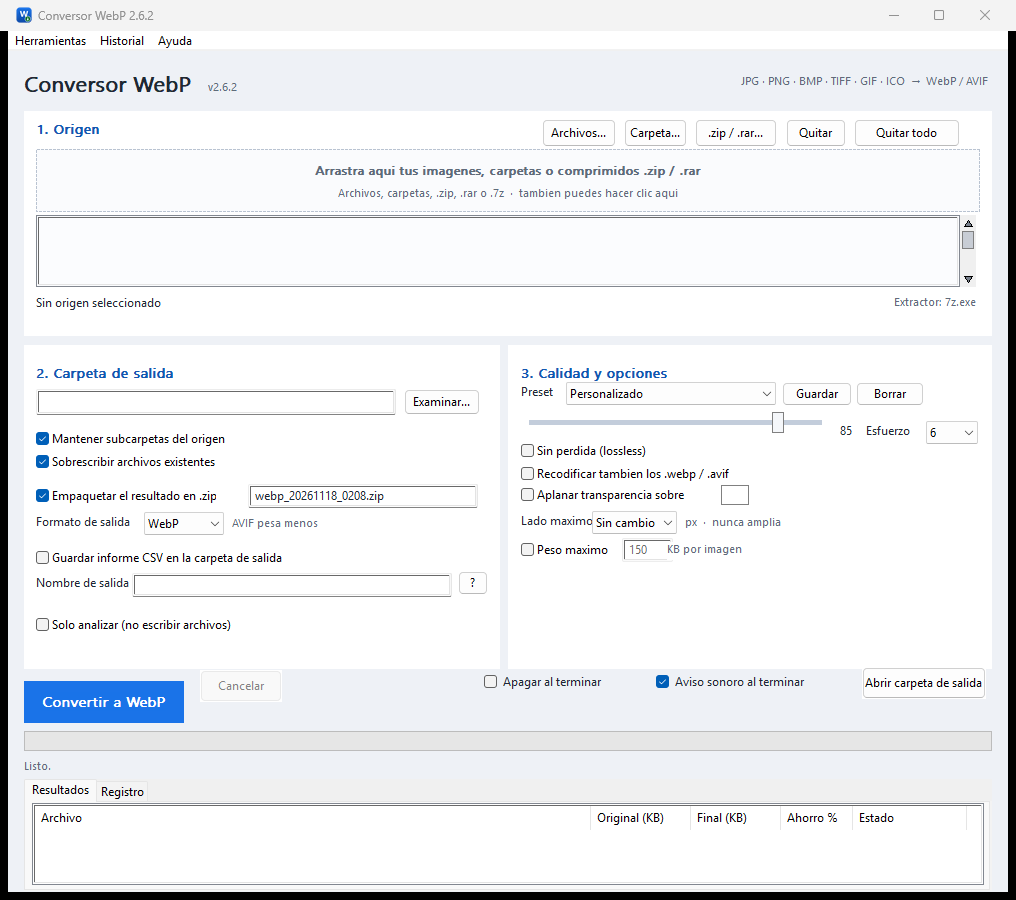 Conversor WebP 2.6.2
Herramientas Historial Ayuda
Conversor WebP v2.6.2 JPG · PNG · BMP · TIFF · GIF · ICO → WebP / AVIF
1. Origen Archivos... Carpeta... .zip / .rar... Quitar Quitar todo
Arrastra aqui tus imagenes, carpetas o comprimidos .zip / .rar
Archivos, carpetas, .zip, .rar o .7z · tambien puedes hacer clic aqui
Sin origen seleccionado Extractor: 7z.exe
2. Carpeta de salida
Examinar...
Mantener subcarpetas del origen
Sobrescribir archivos existentes
Empaquetar el resultado en .zip webp_20261118_0208.zip
Formato de salida WebP AVIF pesa menos
Guardar informe CSV en la carpeta de salida
Nombre de salida ?
Solo analizar (no escribir archivos)
3. Calidad y opciones
Preset Personalizado Guardar Borrar
85 Esfuerzo 6
Sin perdida (lossless)
Recodificar tambien los .webp / .avif
Aplanar transparencia sobre
Lado maximo Sin cambio px · nunca amplia
Peso maximo 150 KB por imagen
Convertir a WebP Cancelar Apagar al terminar Aviso sonoro al terminar Abrir carpeta de salida
Listo.
Resultados Registro
Archivo Original (KB) Final (KB) Ahorro % Estado